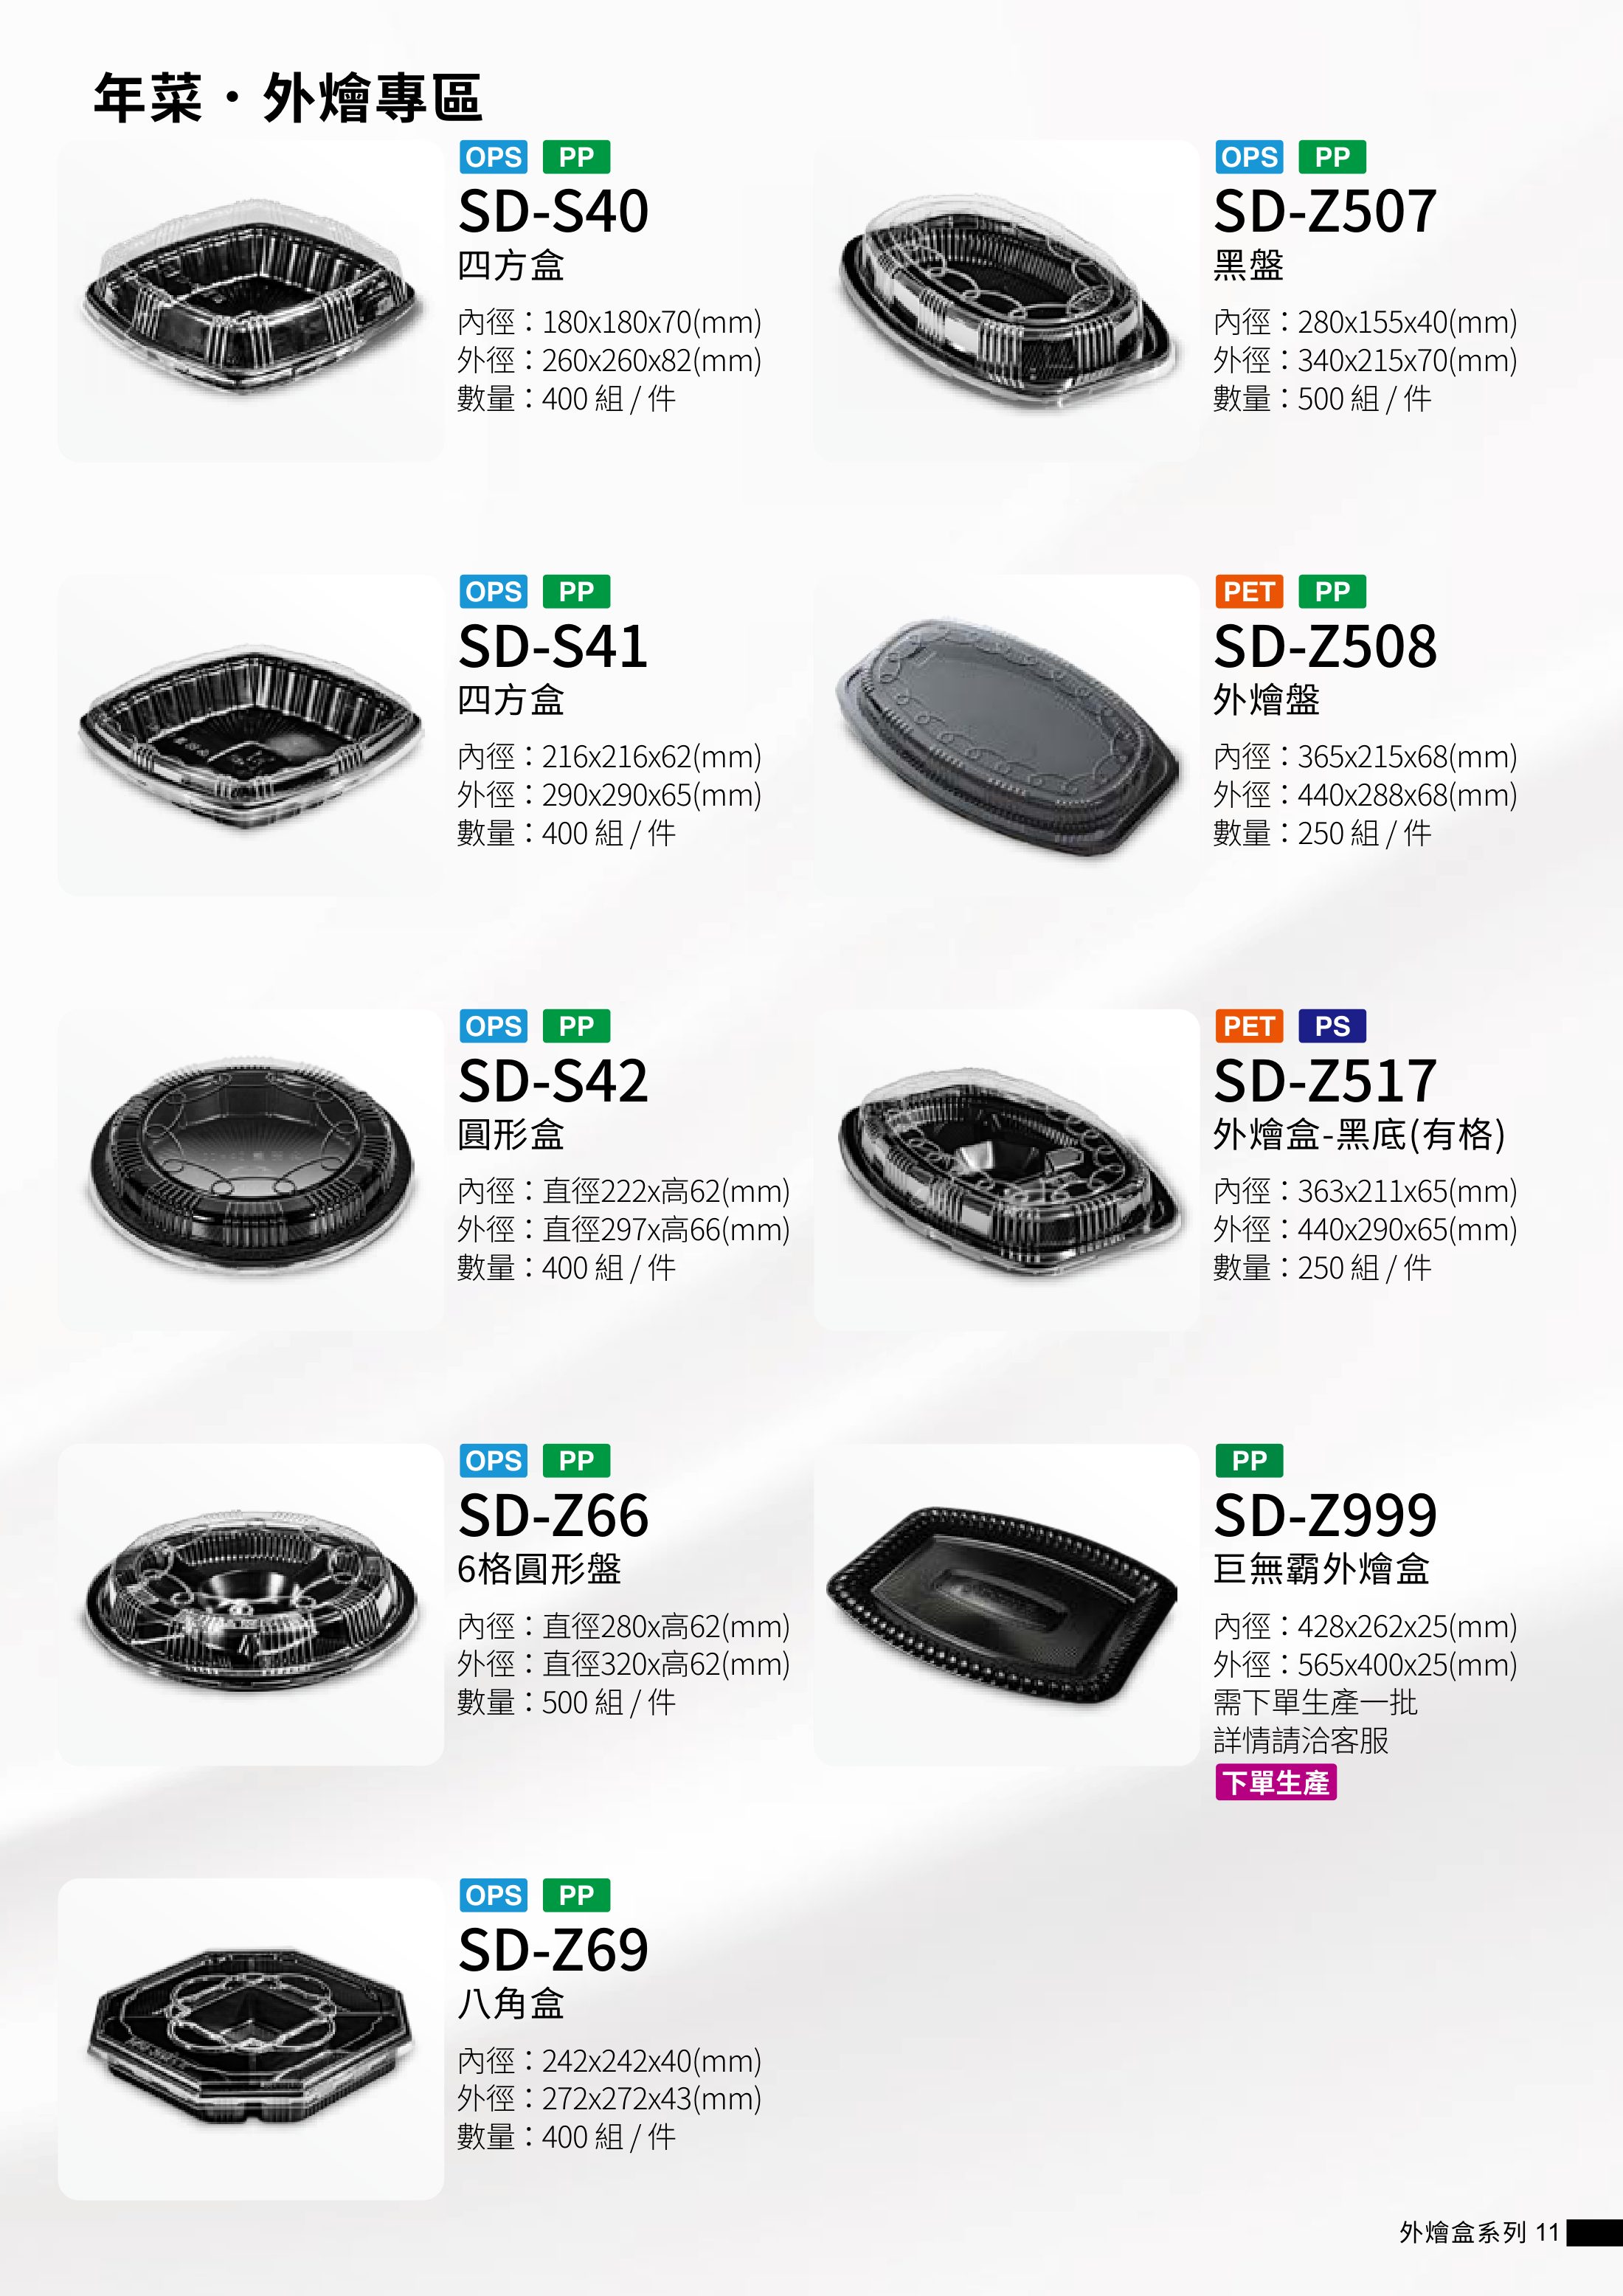 年菜・外燴專區
OPS PP
SD-S40
四方盒
內徑：180x180x70(mm)
外徑：260x260x82(mm)
數量：400 組 / 件
OPS PP
SD-Z507
黑盤
內徑：280x155x40(mm)
外徑：340x215x70(mm)
數量：500 組 / 件
OPS PP
SD-S41
四方盒
內徑：216x216x62(mm)
外徑：290x290x65(mm)
數量：400 組 / 件
PET PP
SD-Z508
外燴盤
內徑：365x215x68(mm)
外徑：440x288x68(mm)
數量：250 組 / 件
OPS PP
SD-S42
圓形盒
內徑：直徑222x高62(mm)
外徑：直徑297x高66(mm)
數量：400 組 / 件
PET PS
SD-Z517
外燴盒-黑底(有格)
內徑：363x211x65(mm)
外徑：440x290x65(mm)
數量：250 組 / 件
OPS PP
SD-Z66
6格圓形盤
內徑：直徑280x高62(mm)
外徑：直徑320x高62(mm)
數量：500 組 / 件
PP
SD-Z999
巨無霸外燴盒
內徑：428x262x25(mm)
外徑：565x400x25(mm)
需下單生產一批
詳情請洽客服
下單生產
OPS PP
SD-Z69
八角盒
內徑：242x242x40(mm)
外徑：272x272x43(mm)
數量：400 組 / 件
外燴盒系列 11